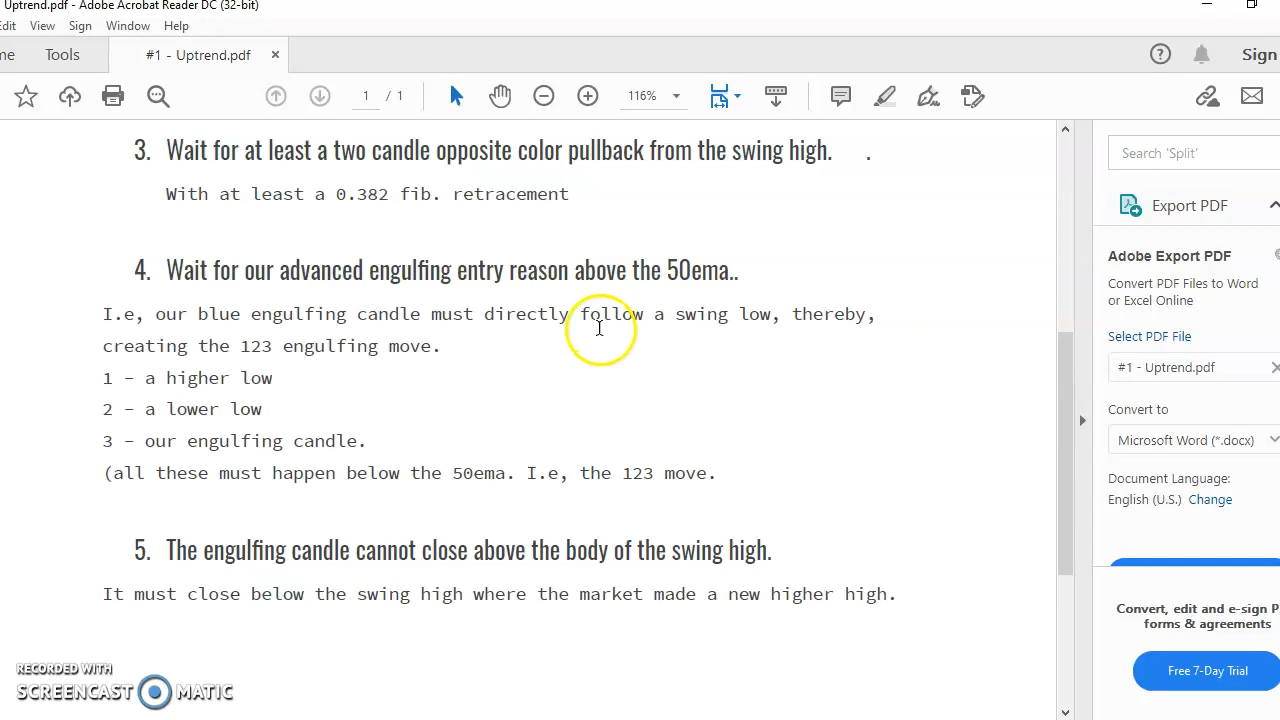 Uptrend.pdf - Adobe Acrobat Reader DC (32-bit)
Edit View Sign Window Help
Tools #1 - Uptrend.pdf × Sign
1 / 1 116%
3. Wait for at least a two candle opposite color pullback from the swing high. .
With at least a 0.382 fib. retracement
4. Wait for our advanced engulfing entry reason above the 50ema..
I.e, our blue engulfing candle must directly follow a swing low, thereby,
creating the 123 engulfing move.
1 - a higher low
2 - a lower low
3 - our engulfing candle.
(all these must happen below the 50ema. I.e, the 123 move.
5. The engulfing candle cannot close above the body of the swing high.
It must close below the swing high where the market made a new higher high.
Search 'Split'
Export PDF
Adobe Export PDF
Convert PDF Files to Word
or Excel Online
Select PDF File
#1 - Uptrend.pdf ×
Convert to
Microsoft Word (*.docx)
Document Language:
English (U.S.) Change
Convert, edit and e-sign P
forms & agreements
Free 7-Day Trial
RECORDED WITH
SCREENCAST MATIC